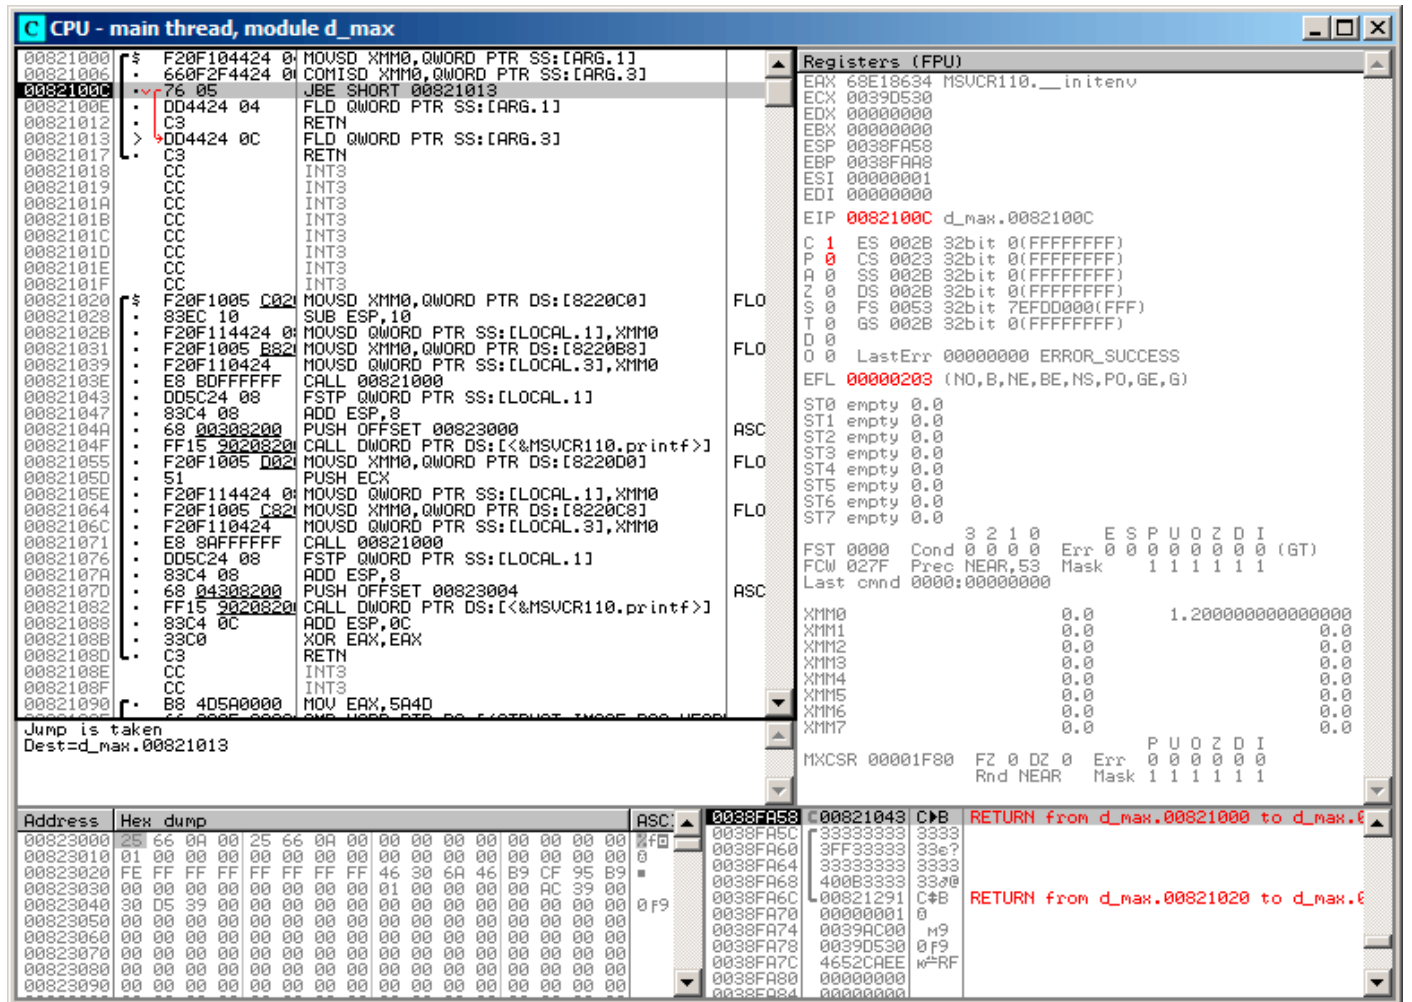 CPU - main thread, module d_max
00821000 $ F20F104424 04 MOVSD XMM0,QWORD PTR SS:[ARG.1]
00821006 · 660F2F4424 0 COMISD XMM0,QWORD PTR SS:[ARG.3]
0082100C ·v 76 05 JBE SHORT 00821013
0082100E · DD4424 04 FLD QWORD PTR SS:[ARG.1]
00821012 · C3 RETN
00821013 > DD4424 0C FLD QWORD PTR SS:[ARG.3]
00821017 · C3 RETN
00821018 CC INT3
00821019 CC INT3
0082101A CC INT3
0082101B CC INT3
0082101C CC INT3
0082101D CC INT3
0082101E CC INT3
0082101F CC INT3
00821020 $ F20F1005 C02 MOVSD XMM0,QWORD PTR DS:[8220C0] FLO
00821028 · 83EC 10 SUB ESP,10
0082102B · F20F114424 0 MOVSD QWORD PTR SS:[LOCAL.1],XMM0
00821031 · F20F1005 B82 MOVSD XMM0,QWORD PTR DS:[8220B8] FLO
00821039 · F20F110424 MOVSD QWORD PTR SS:[LOCAL.3],XMM0
0082103E · E8 BDFFFFFF CALL 00821000
00821043 · DD5C24 08 FSTP QWORD PTR SS:[LOCAL.1]
00821047 · 83C4 08 ADD ESP,8
0082104A · 68 00308200 PUSH OFFSET 00823000 ASC
0082104F · FF15 9020820 CALL DWORD PTR DS:[<&MSVCR110.printf>]
00821055 · F20F1005 D02 MOVSD XMM0,QWORD PTR DS:[8220D0] FLO
0082105D · 51 PUSH ECX
0082105E · F20F114424 0 MOVSD QWORD PTR SS:[LOCAL.1],XMM0
00821064 · F20F1005 C82 MOVSD XMM0,QWORD PTR DS:[8220C8] FLO
0082106C · F20F110424 MOVSD QWORD PTR SS:[LOCAL.3],XMM0
00821071 · E8 8AFFFFFF CALL 00821000
00821076 · DD5C24 08 FSTP QWORD PTR SS:[LOCAL.1]
0082107A · 83C4 08 ADD ESP,8
0082107D · 68 04308200 PUSH OFFSET 00823004 ASC
00821082 · FF15 9020820 CALL DWORD PTR DS:[<&MSVCR110.printf>]
00821088 · 83C4 0C ADD ESP,0C
0082108B · 33C0 XOR EAX,EAX
0082108D · C3 RETN
0082108E CC INT3
0082108F CC INT3
00821090 · B8 4D5A0000 MOV EAX,5A4D
Jump is taken
Dest=d_max.00821013
Registers (FPU)
EAX 68E18634 MSVCR110.__initenv
ECX 0039D530
EDX 00000000
EBX 00000000
ESP 0038FA58
EBP 0038FAA8
ESI 00000001
EDI 00000000
EIP 0082100C d_max.0082100C
C 1 ES 002B 32bit 0(FFFFFFFF)
P 0 CS 0023 32bit 0(FFFFFFFF)
A 0 SS 002B 32bit 0(FFFFFFFF)
Z 0 DS 002B 32bit 0(FFFFFFFF)
S 0 FS 0053 32bit 7EFDD000(FFF)
T 0 GS 002B 32bit 0(FFFFFFFF)
D 0
O 0 LastErr 00000000 ERROR_SUCCESS
EFL 00000203 (NO,B,NE,BE,NS,PO,GE,G)
ST0 empty 0.0
ST1 empty 0.0
ST2 empty 0.0
ST3 empty 0.0
ST4 empty 0.0
ST5 empty 0.0
ST6 empty 0.0
ST7 empty 0.0
3 2 1 0 E S P U O Z D I
FST 0000 Cond 0 0 0 0 Err 0 0 0 0 0 0 0 0 (GT)
FCW 027F Prec NEAR,53 Mask 1 1 1 1 1 1
Last cmnd 0000:00000000
XMM0 0.0 1.200000000000000
XMM1 0.0 0.0
XMM2 0.0 0.0
XMM3 0.0 0.0
XMM4 0.0 0.0
XMM5 0.0 0.0
XMM6 0.0 0.0
XMM7 0.0 0.0
P U O Z D I
MXCSR 00001F80 FZ 0 DZ 0 Err 0 0 0 0 0 0
Rnd NEAR Mask 1 1 1 1 1 1
Address Hex dump ASC
00823000 25 66 0A 00 25 66 0A 00 00 00 00 00 00 00 00 00 %f
00823010 01 00 00 00 00 00 00 00 00 00 00 00 00 00 00 00
00823020 FE FF FF FF FF FF FF FF 46 30 6A 46 B9 CF 95 B9
00823030 00 00 00 00 00 00 00 00 01 00 00 00 00 AC 39 00
00823040 30 D5 39 00 00 00 00 00 00 00 00 00 00 00 00 00 0╒9
00823050 00 00 00 00 00 00 00 00 00 00 00 00 00 00 00 00
00823060 00 00 00 00 00 00 00 00 00 00 00 00 00 00 00 00
00823070 00 00 00 00 00 00 00 00 00 00 00 00 00 00 00 00
00823080 00 00 00 00 00 00 00 00 00 00 00 00 00 00 00 00
00823090 00 00 00 00 00 00 00 00 00 00 00 00 00 00 00 00
0038FA58 00821043 C►B RETURN from d_max.00821000 to d_max.
0038FA5C 33333333 3333
0038FA60 3FF33333 33є?
0038FA64 33333333 3333
0038FA68 400B3333 33♂@
0038FA6C 00821291 C‡B RETURN from d_max.00821020 to d_max.
0038FA70 00000001
0038FA74 0039AC00 м9
0038FA78 0039D530 0╒9
0038FA7C 4652CAEE ю╩RF
0038FA80 00000000
0038FA84 00000000